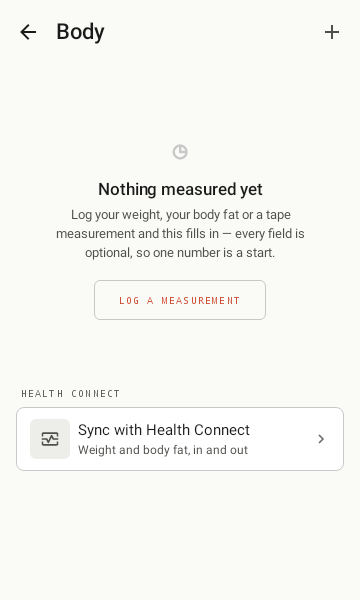 Body
Nothing measured yet
Log your weight, your body fat or a tape
measurement and this fills in — every field is
optional, so one number is a start.
LOG A MEASUREMENT
HEALTH CONNECT
Sync with Health Connect
Weight and body fat, in and out